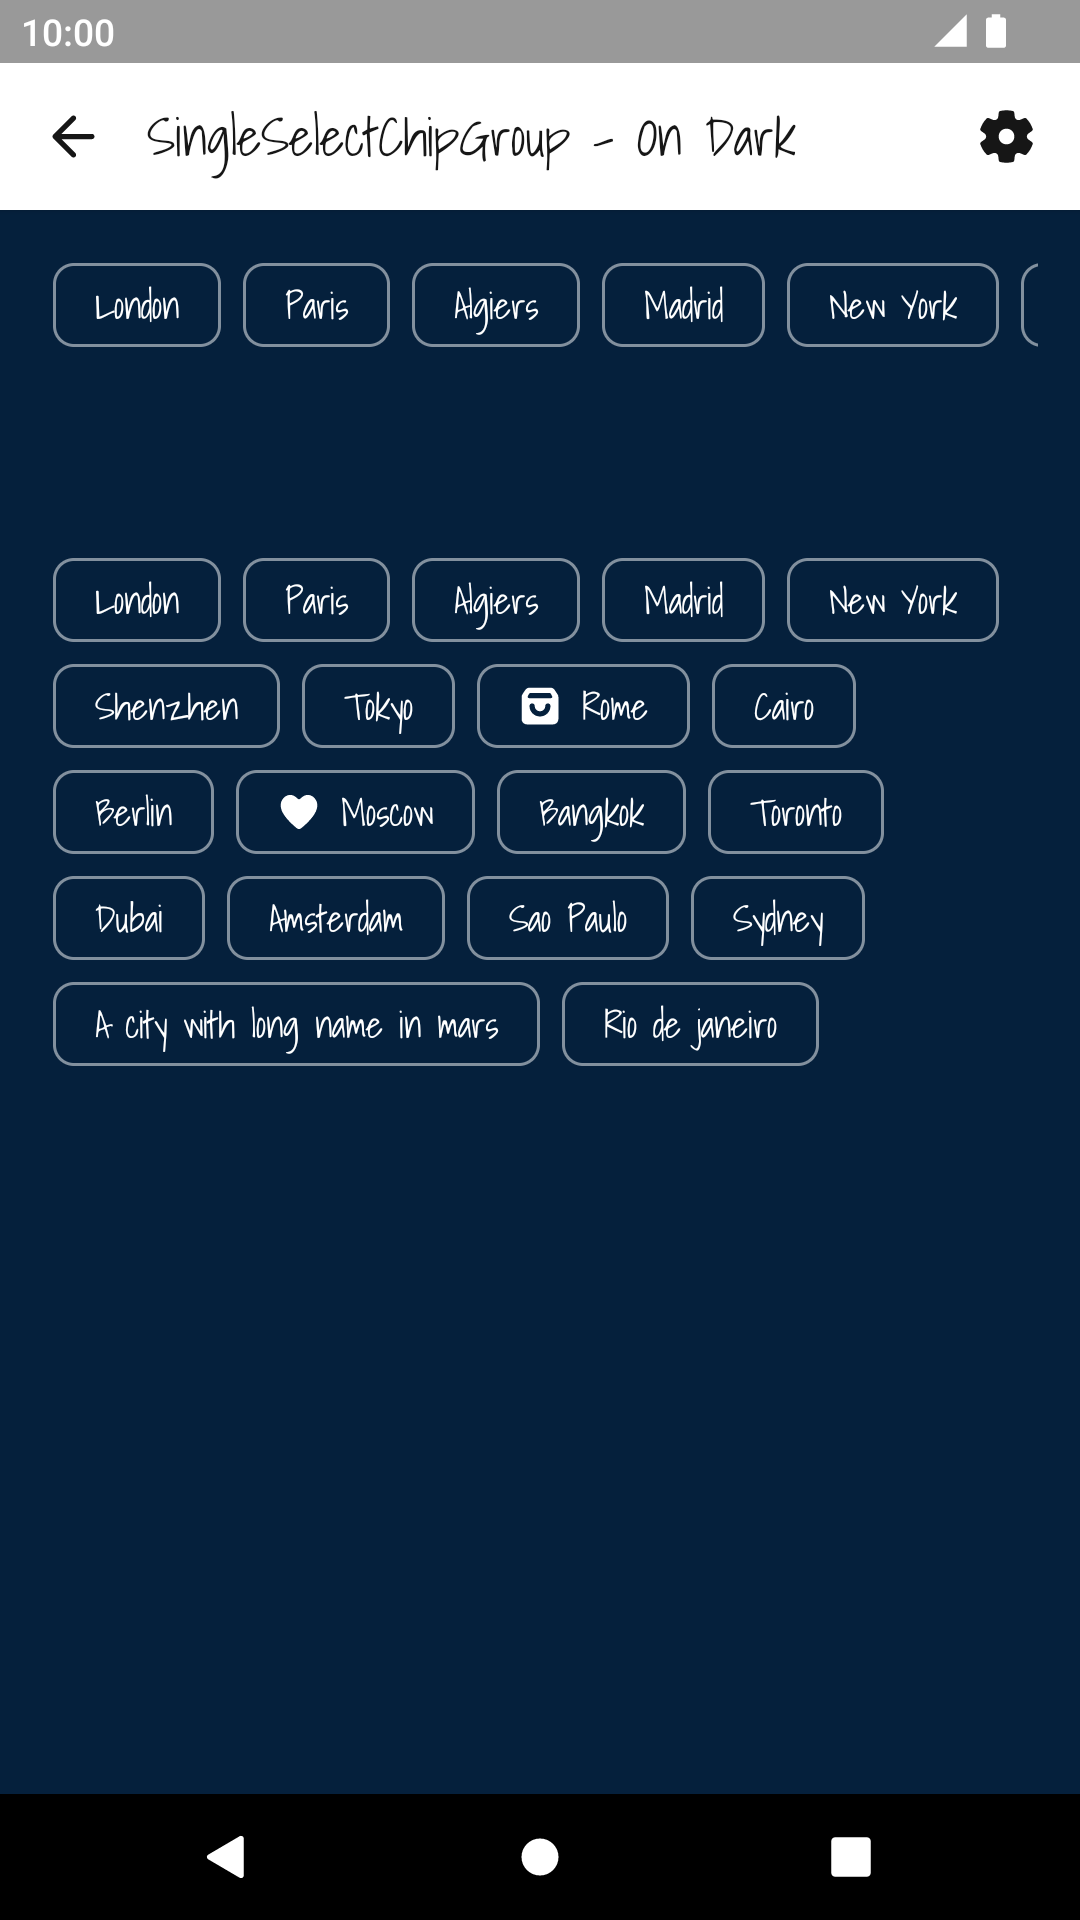 10:00
SingleSelectChipGroup - On Dark
London Paris Algiers Madrid New York
London Paris Algiers Madrid New York
Shenzhen Tokyo Rome Cairo
Berlin Moscow Bangkok Toronto
Dubai Amsterdam Sao Paulo Sydney
A city with long name in mars Rio de janeiro